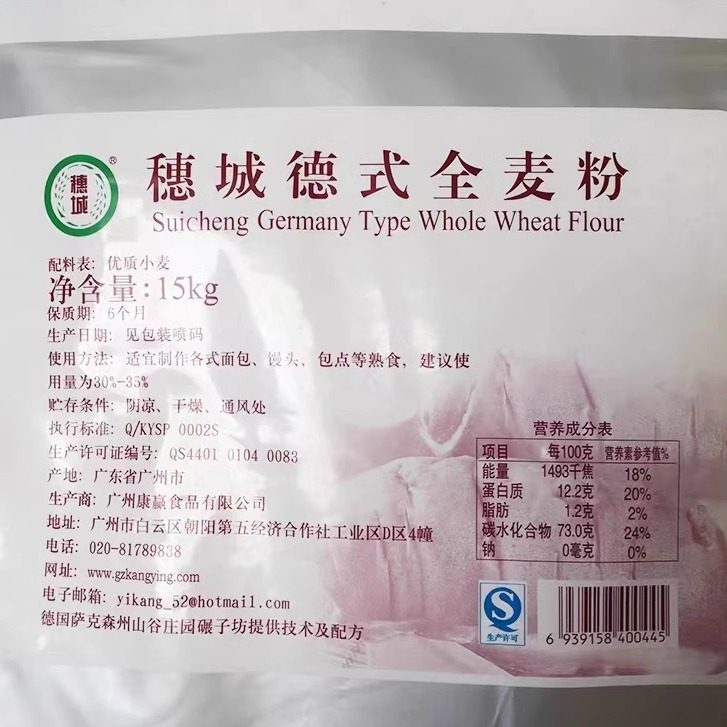 穗城
®
穗城德式全麦粉
Suicheng Germany Type Whole Wheat Flour
配料表：优质小麦
净含量：15kg
保质期：6个月
生产日期：见包装喷码
使用方法：适宜制作各式面包、馒头、包点等熟食，建议使
用量为30%-35%
贮存条件：阴凉、干燥、通风处
执行标准：Q/KYSP 0002S
生产许可证编号：QS4401 0104 0083
产地：广东省广州市
生产商：广州康赢食品有限公司
地址：广州市白云区朝阳第五经济合作社工业区D区4幢
电话：020-81789838
网址：www.gzkangying.com
电子邮箱：yikang_52@hotmail.com
德国萨克森州山谷庄园碾子坊提供技术及配方
营养成分表
项目 每100克 营养素参考值%
能量 1493千焦 18%
蛋白质 12.2克 20%
脂肪 1.2克 2%
碳水化合物 73.0克 24%
钠 0毫克 0%
生产许可
6 939158 400445